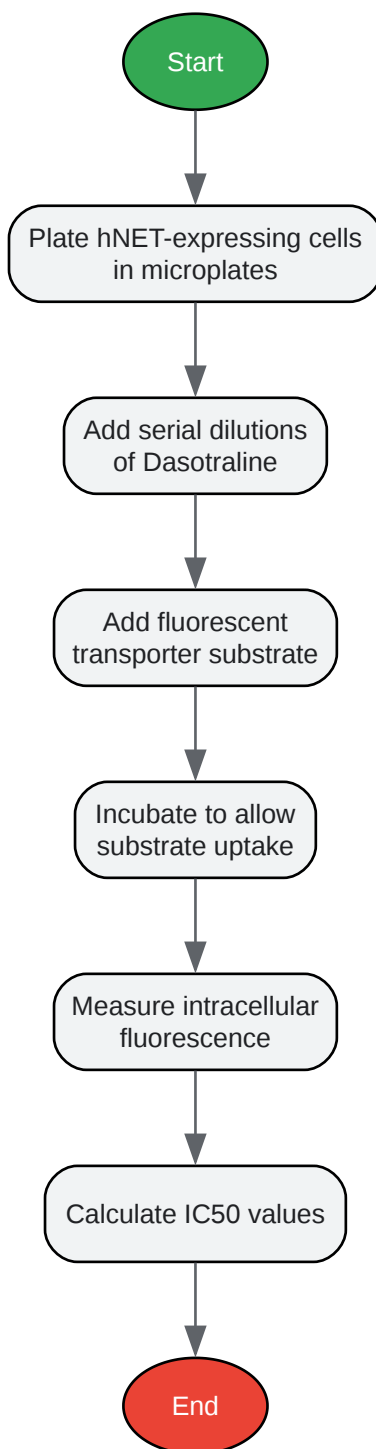 Start
Plate hNET-expressing cells
in microplates
Add serial dilutions
of Dasotraline
Add fluorescent
transporter substrate
Incubate to allow
substrate uptake
Measure intracellular
fluorescence
Calculate IC50 values
End